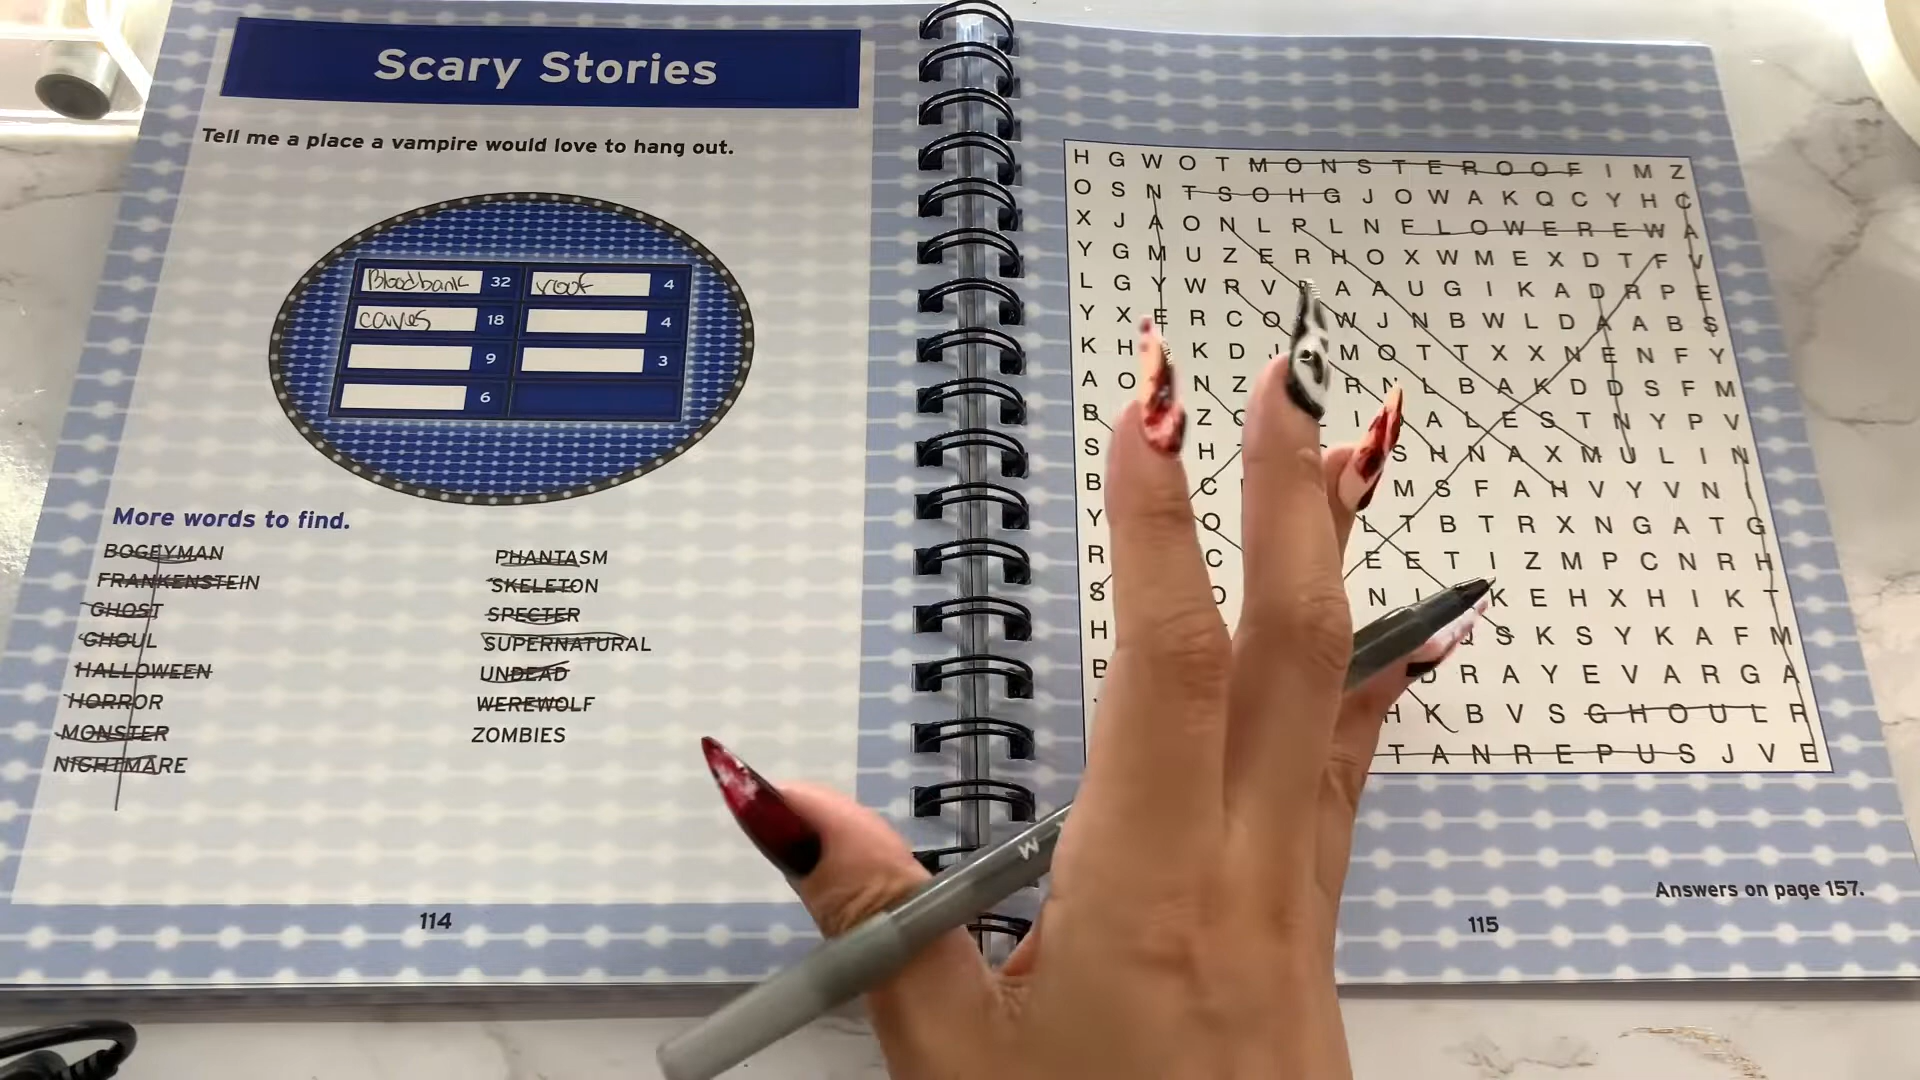 Scary Stories
Tell me a place a vampire would love to hang out.
Bloodbank 32 roof 4
caves 18 4
9 3
6
More words to find.
BOGEYMAN
FRANKENSTEIN
GHOST
GHOUL
HALLOWEEN
HORROR
MONSTER
NIGHTMARE
PHANTASM
SKELETON
SPECTER
SUPERNATURAL
UNDEAD
WEREWOLF
ZOMBIES
114
H G W O T M O N S T E R O O F I M Z
O S N T S O H G J O W A K Q C Y H C
X J A O N L P L N F L O W E R E W A
Y G M U Z E R H O X W M E X D T F V
L G Y W R V A A U G I K A D R P E
Y X E R C O W J N B W L D A A B S
K H K D J M O T T X X N E N F Y
A O N Z R N L B A K D D S F M
B Z I A L E S T N Y P V
S H S H N A X M U L I N
B C M S F A H V Y V N I
Y O L T B T R X N G A T G
R C E E T I Z M P C N R H
S O N K E H X H I K T
H S K S Y K A F M
B R A Y E V A R G A
H K B V S G H O U L R
T A N R E P U S J V E
Answers on page 157.
115